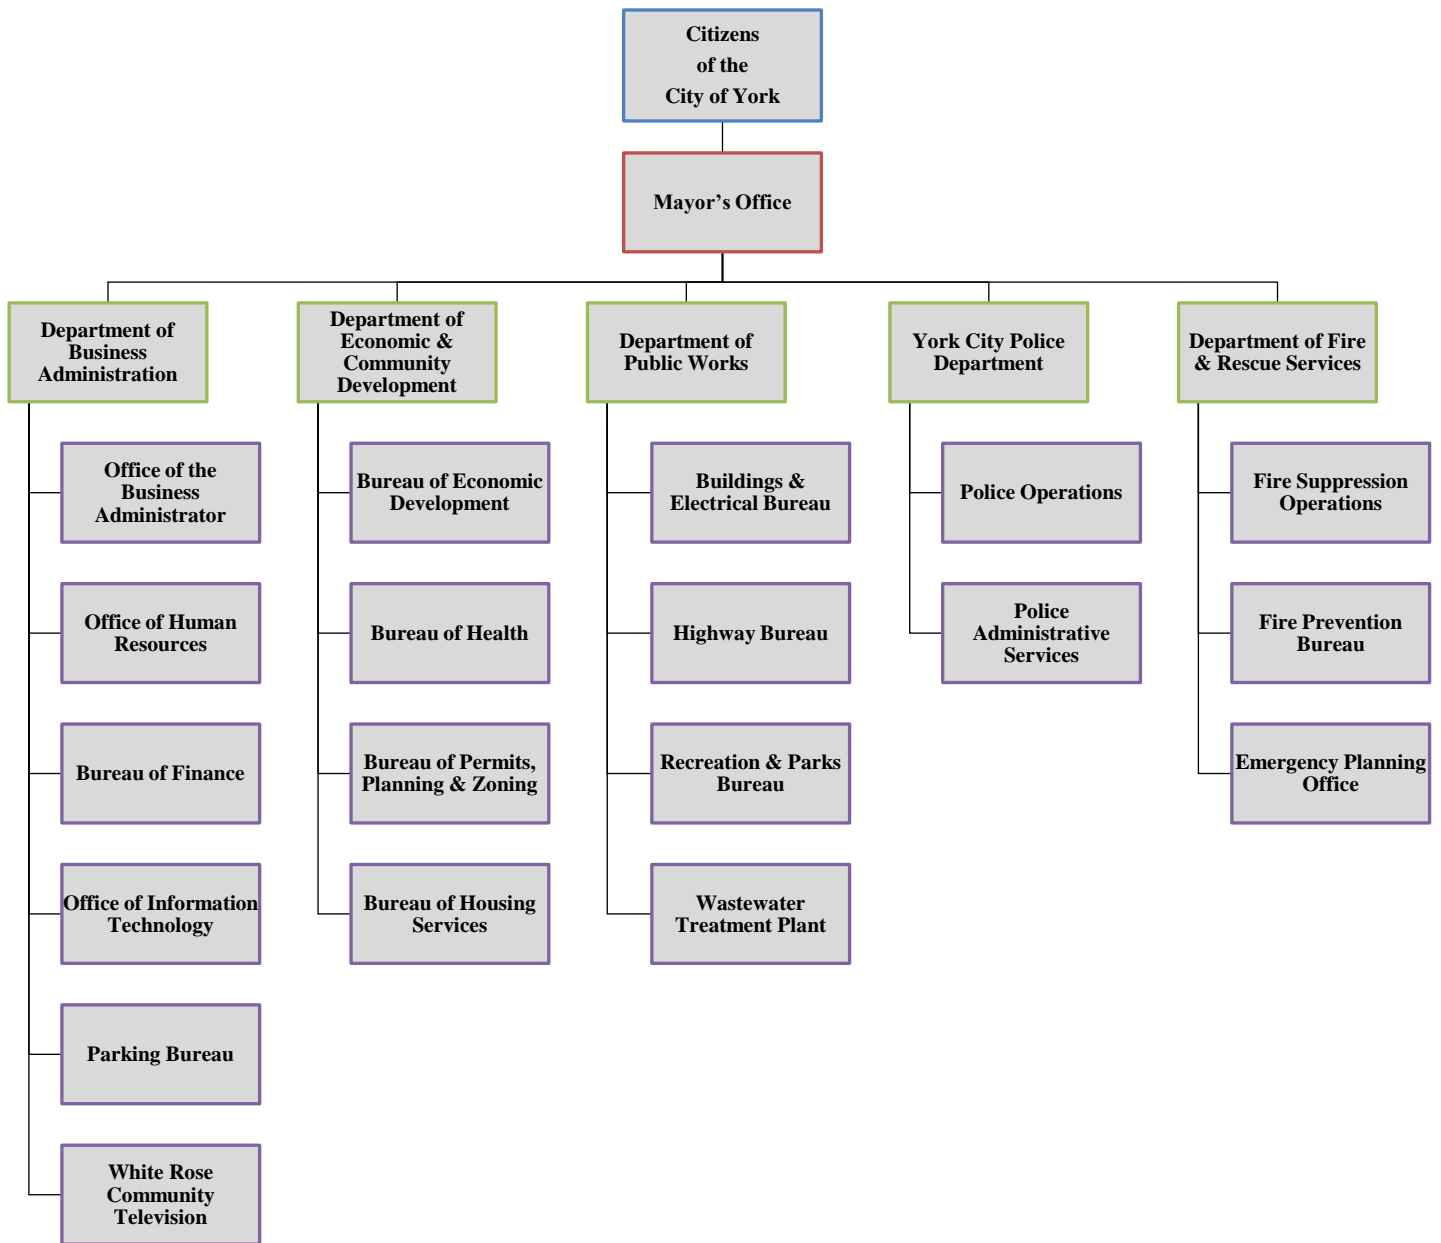 Citizens
of the
City of York
Mayor’s Office
Department of
Business
Administration
Department of
Economic &
Community
Development
Department of
Public Works
York City Police
Department
Department of Fire
& Rescue Services
Office of the
Business
Administrator
Office of Human
Resources
Bureau of Finance
Office of Information
Technology
Parking Bureau
White Rose
Community
Television
Bureau of Economic
Development
Bureau of Health
Bureau of Permits,
Planning & Zoning
Bureau of Housing
Services
Buildings &
Electrical Bureau
Highway Bureau
Recreation & Parks
Bureau
Wastewater
Treatment Plant
Police Operations
Police
Administrative
Services
Fire Suppression
Operations
Fire Prevention
Bureau
Emergency Planning
Office